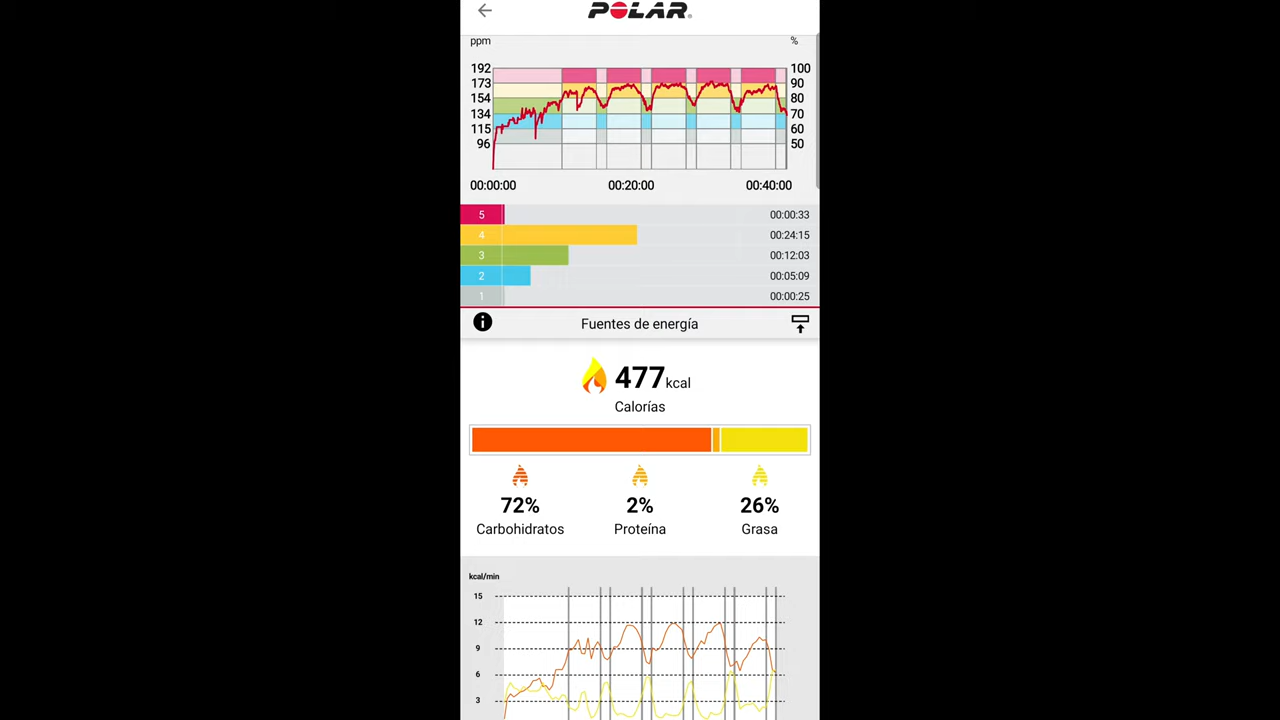 POLAR
ppm %
192 100
173 90
154 80
134 70
115 60
96 50
00:00:00 00:20:00 00:40:00
5 00:00:33
4 00:24:15
3 00:12:03
2 00:05:09
1 00:00:25
Fuentes de energía
477 kcal
Calorías
72% 2% 26%
Carbohidratos Proteína Grasa
kcal/min
15
12
9
6
3